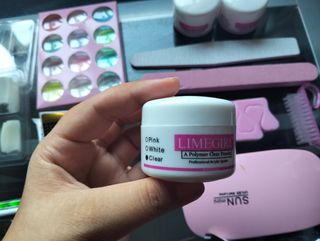 Pink
White
Clear
LIMEGIRL
A Polymer Clear Powder
Professional Acrylic System
SUN